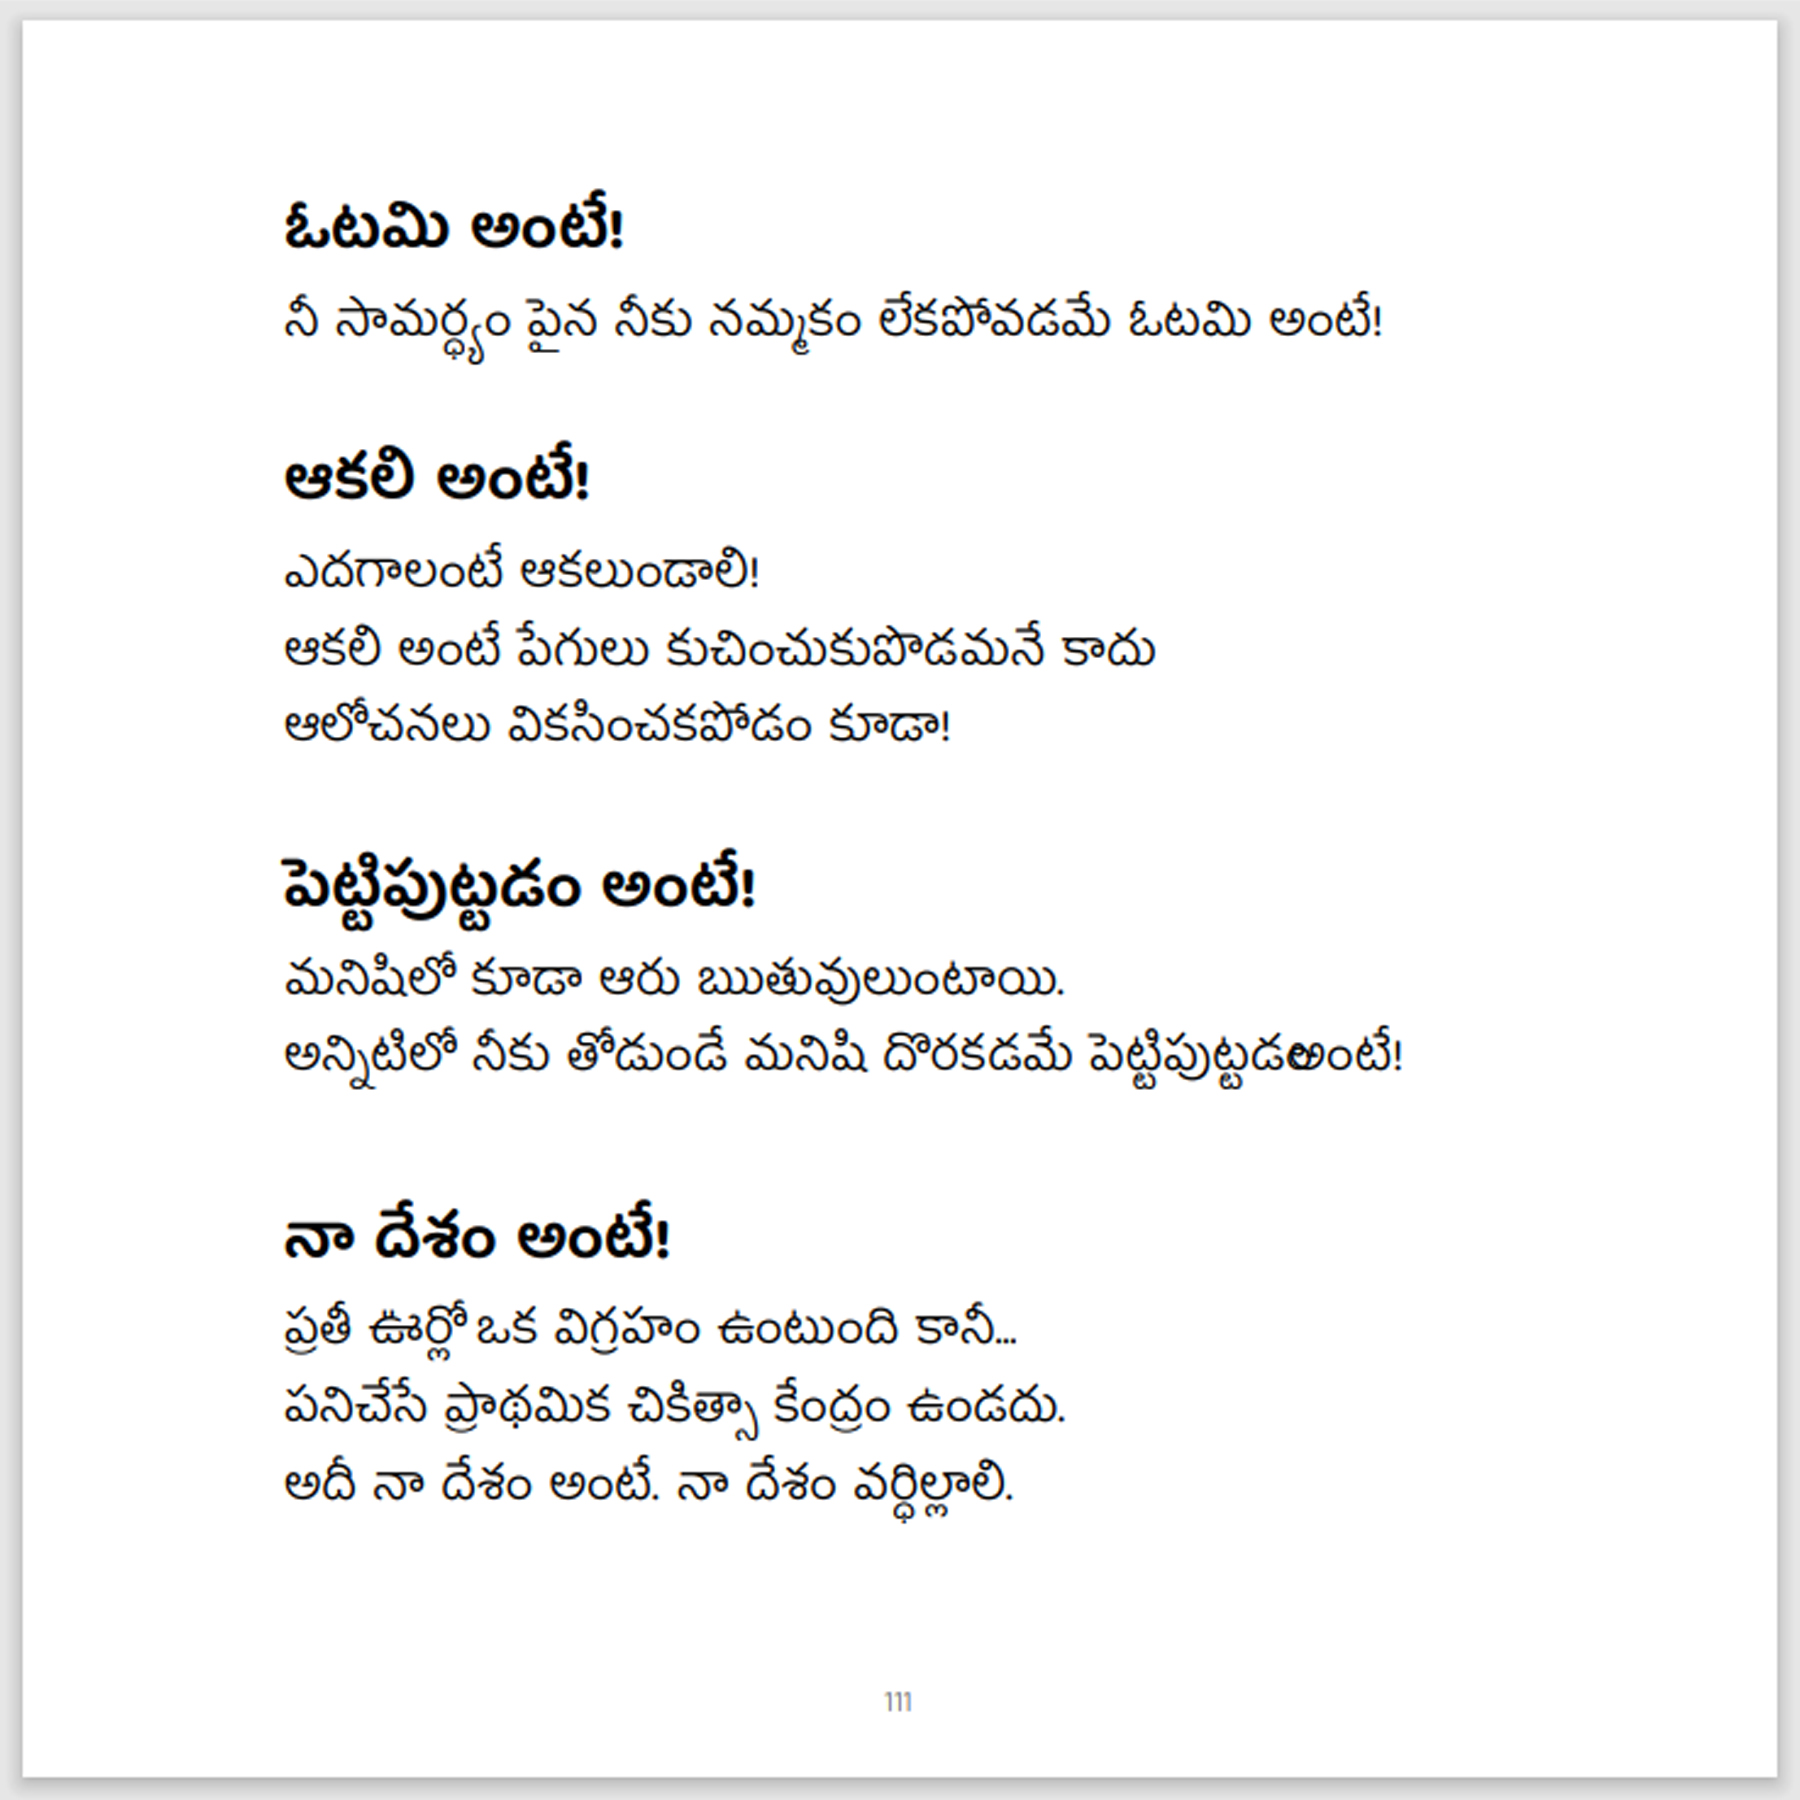 ఓటమి అంటే!
నీ సామర్ధ్యం పైన నీకు నమ్మకం లేకపోవడమే ఓటమి అంటే!
ఆకలి అంటే!
ఎదగాలంటే ఆకలుండాలి!
ఆకలి అంటే పేగులు కుచించుకుపొడమనే కాదు
ఆలోచనలు వికసించకపోడం కూడా!
పెట్టిపుట్టడం అంటే!
మనిషిలో కూడా ఆరు ఋతువులుంటాయి.
అన్నిటిలో నీకు తోడుండే మనిషి దొరకడమే పెట్టిపుట్టడంఅంటే!
నా దేశం అంటే!
ప్రతీ ఊర్లో ఒక విగ్రహం ఉంటుంది కానీ...
పనిచేసే ప్రాథమిక చికిత్సా కేంద్రం ఉండదు.
అదీ నా దేశం అంటే. నా దేశం వర్ధిల్లాలి.
111